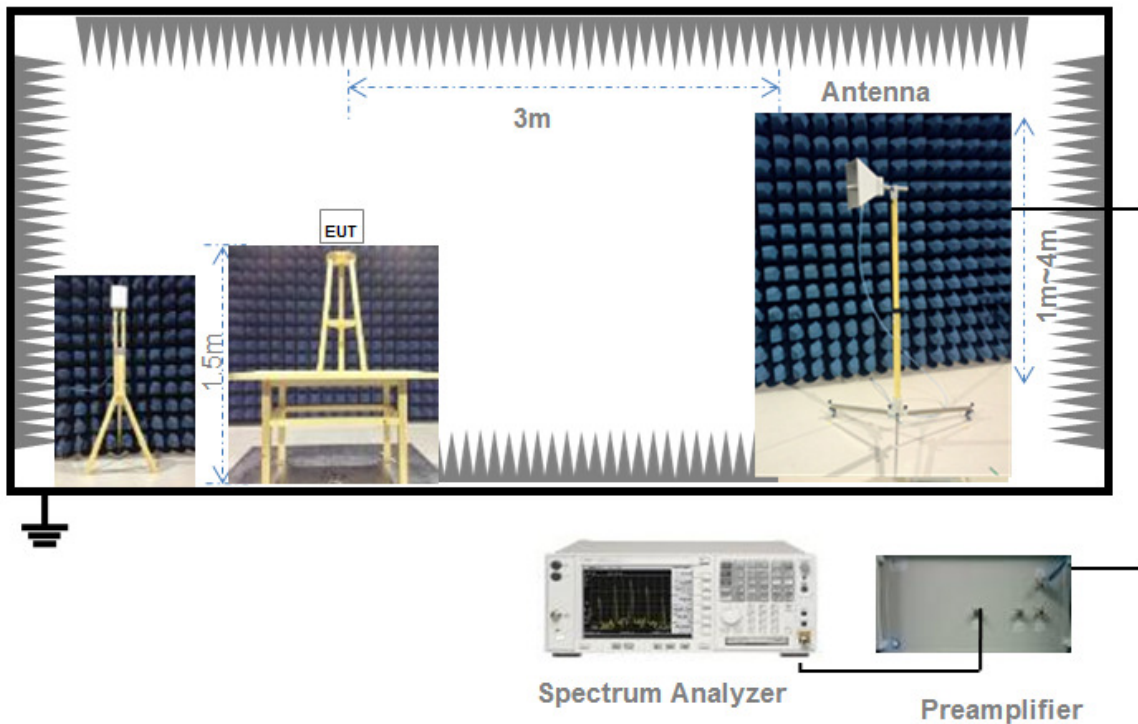 Antenna
3m
EUT
1.5m
1m~4m
Spectrum Analyzer
Preamplifier